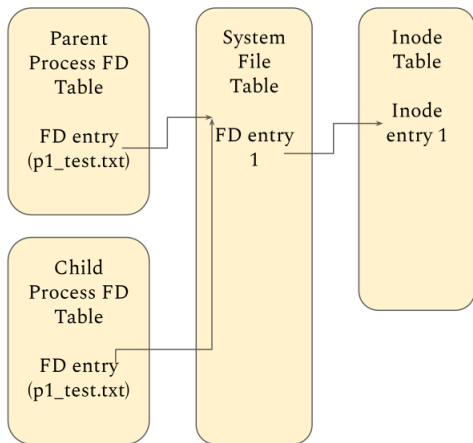 Parent
Process FD
Table
FD entry
(p1_test.txt)
Child
Process FD
Table
FD entry
(p1_test.txt)
System
File
Table
FD entry
1
Inode
Table
Inode
entry 1